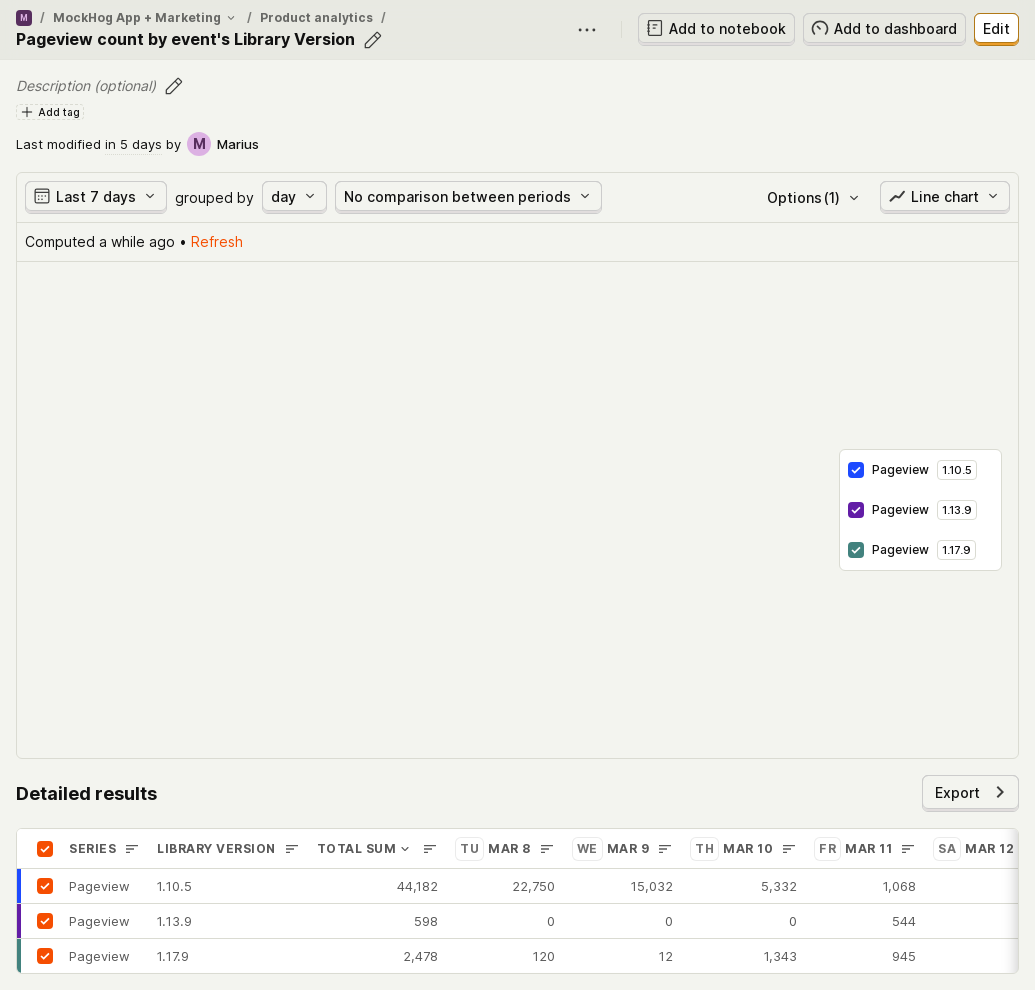 M / MockHog App + Marketing / Product analytics /
Pageview count by event's Library Version
Add to notebook
Add to dashboard
Edit
Description (optional)
Add tag
Last modified in 5 days by M Marius
Last 7 days grouped by day No comparison between periods Options (1) Line chart
Computed a while ago • Refresh
Pageview 1.10.5
Pageview 1.13.9
Pageview 1.17.9
Detailed results
Export
SERIES LIBRARY VERSION TOTAL SUM TU MAR 8 WE MAR 9 TH MAR 10 FR MAR 11 SA MAR 12
Pageview 1.10.5 44,182 22,750 15,032 5,332 1,068
Pageview 1.13.9 598 0 0 0 544
Pageview 1.17.9 2,478 120 12 1,343 945